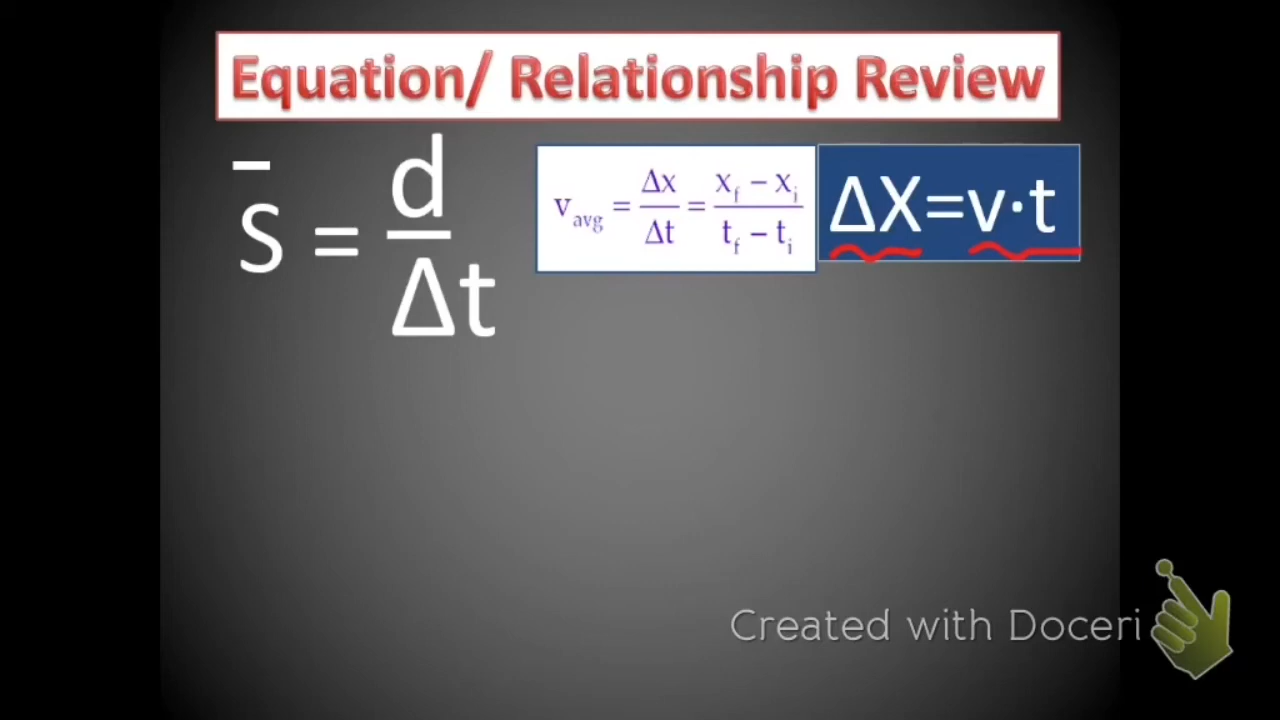 Equation/ Relationship Review
s̄ = d / Δt
v_avg = Δx / Δt = x_f − x_i / t_f − t_i
ΔX=v·t
Created with Doceri